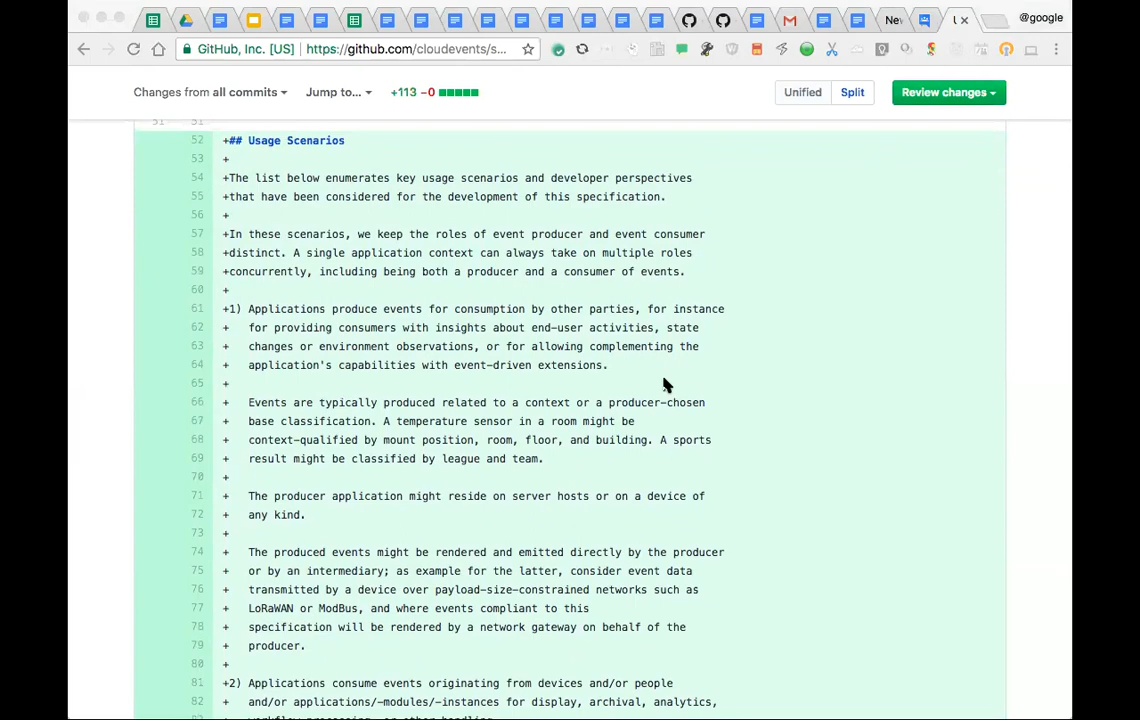 Nev
@google
GitHub, Inc. [US]
https://github.com/cloudevents/s...
Changes from all commits
Jump to...
+113 −0
Unified
Split
Review changes
51 51
52 +## Usage Scenarios
53 +
54 +The list below enumerates key usage scenarios and developer perspectives
55 +that have been considered for the development of this specification.
56 +
57 +In these scenarios, we keep the roles of event producer and event consumer
58 +distinct. A single application context can always take on multiple roles
59 +concurrently, including being both a producer and a consumer of events.
60 +
61 +1) Applications produce events for consumption by other parties, for instance
62 + for providing consumers with insights about end-user activities, state
63 + changes or environment observations, or for allowing complementing the
64 + application's capabilities with event-driven extensions.
65 +
66 + Events are typically produced related to a context or a producer-chosen
67 + base classification. A temperature sensor in a room might be
68 + context-qualified by mount position, room, floor, and building. A sports
69 + result might be classified by league and team.
70 +
71 + The producer application might reside on server hosts or on a device of
72 + any kind.
73 +
74 + The produced events might be rendered and emitted directly by the producer
75 + or by an intermediary; as example for the latter, consider event data
76 + transmitted by a device over payload-size-constrained networks such as
77 + LoRaWAN or ModBus, and where events compliant to this
78 + specification will be rendered by a network gateway on behalf of the
79 + producer.
80 +
81 +2) Applications consume events originating from devices and/or people
82 + and/or applications/-modules/-instances for display, archival, analytics,